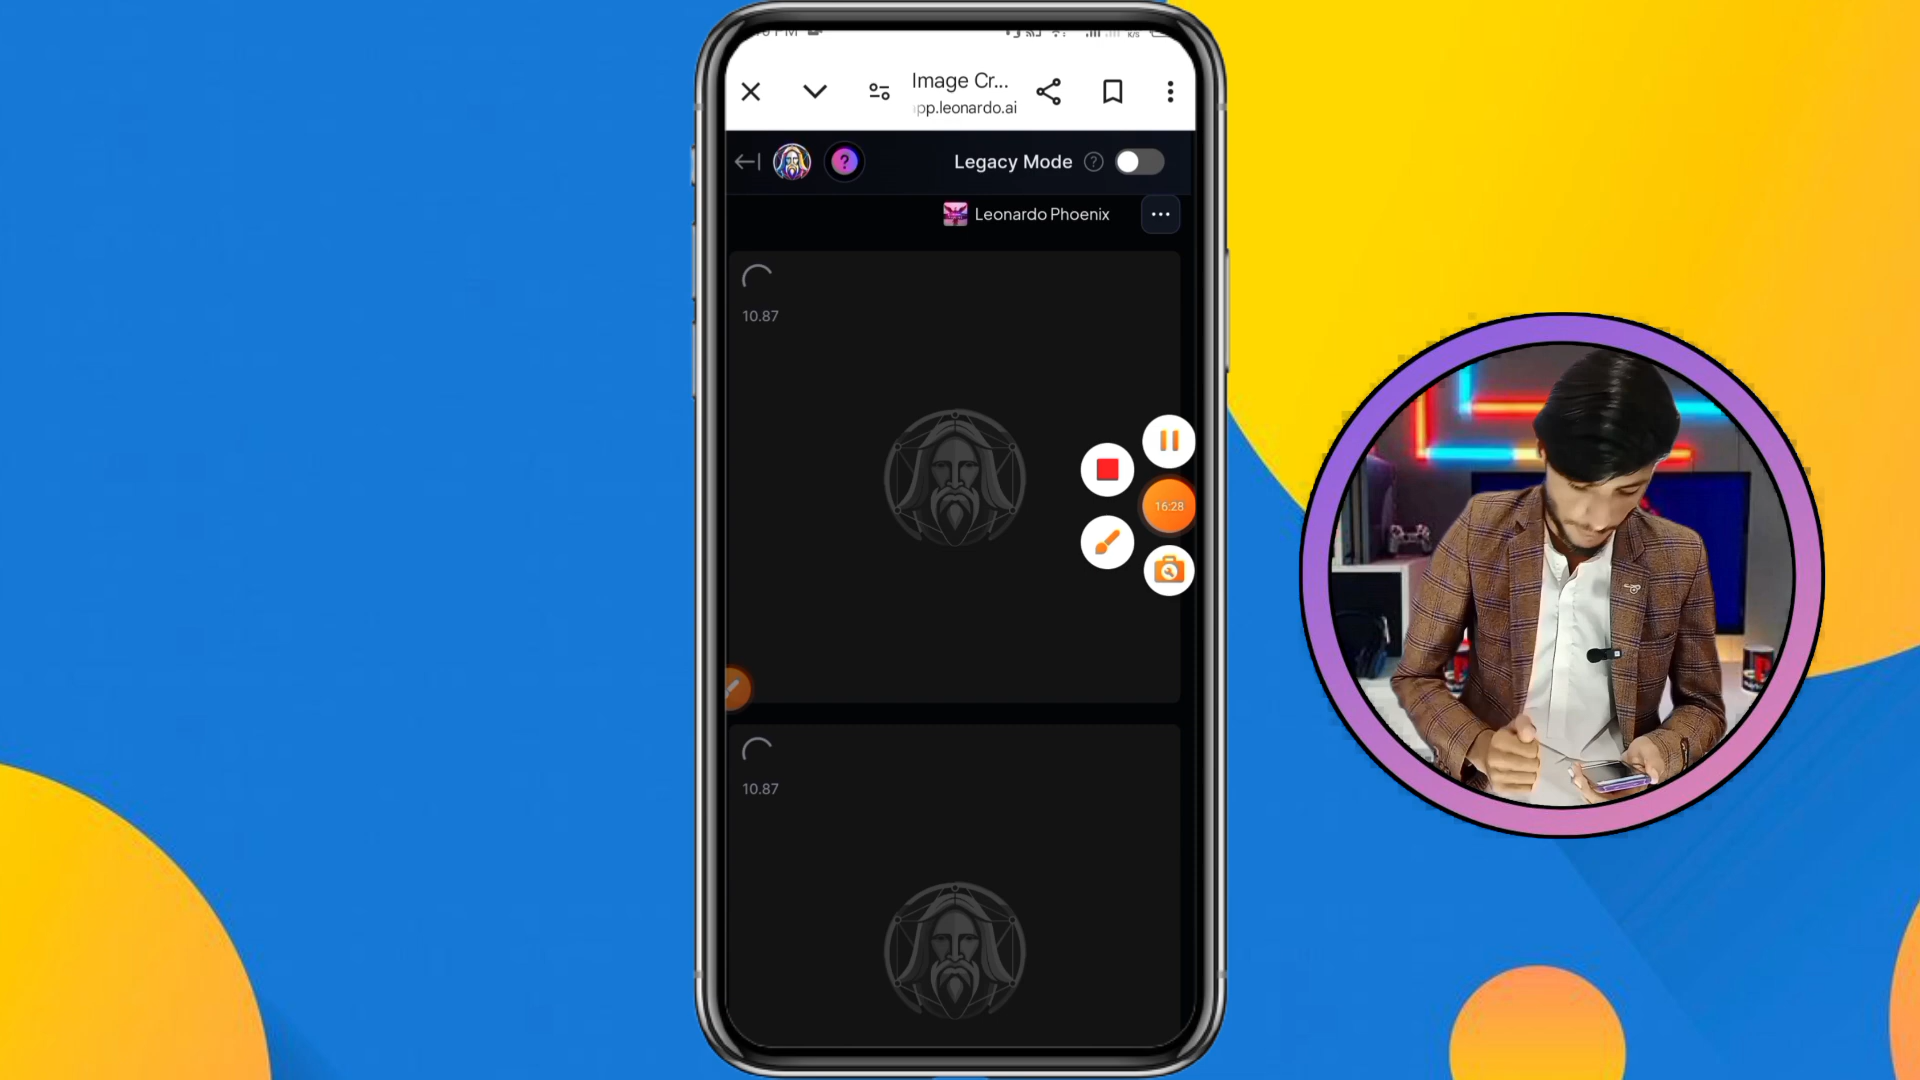 Image Cr...
pp.leonardo.ai
?
Legacy Mode ?
Leonardo Phoenix
10.87
16:28
10.87